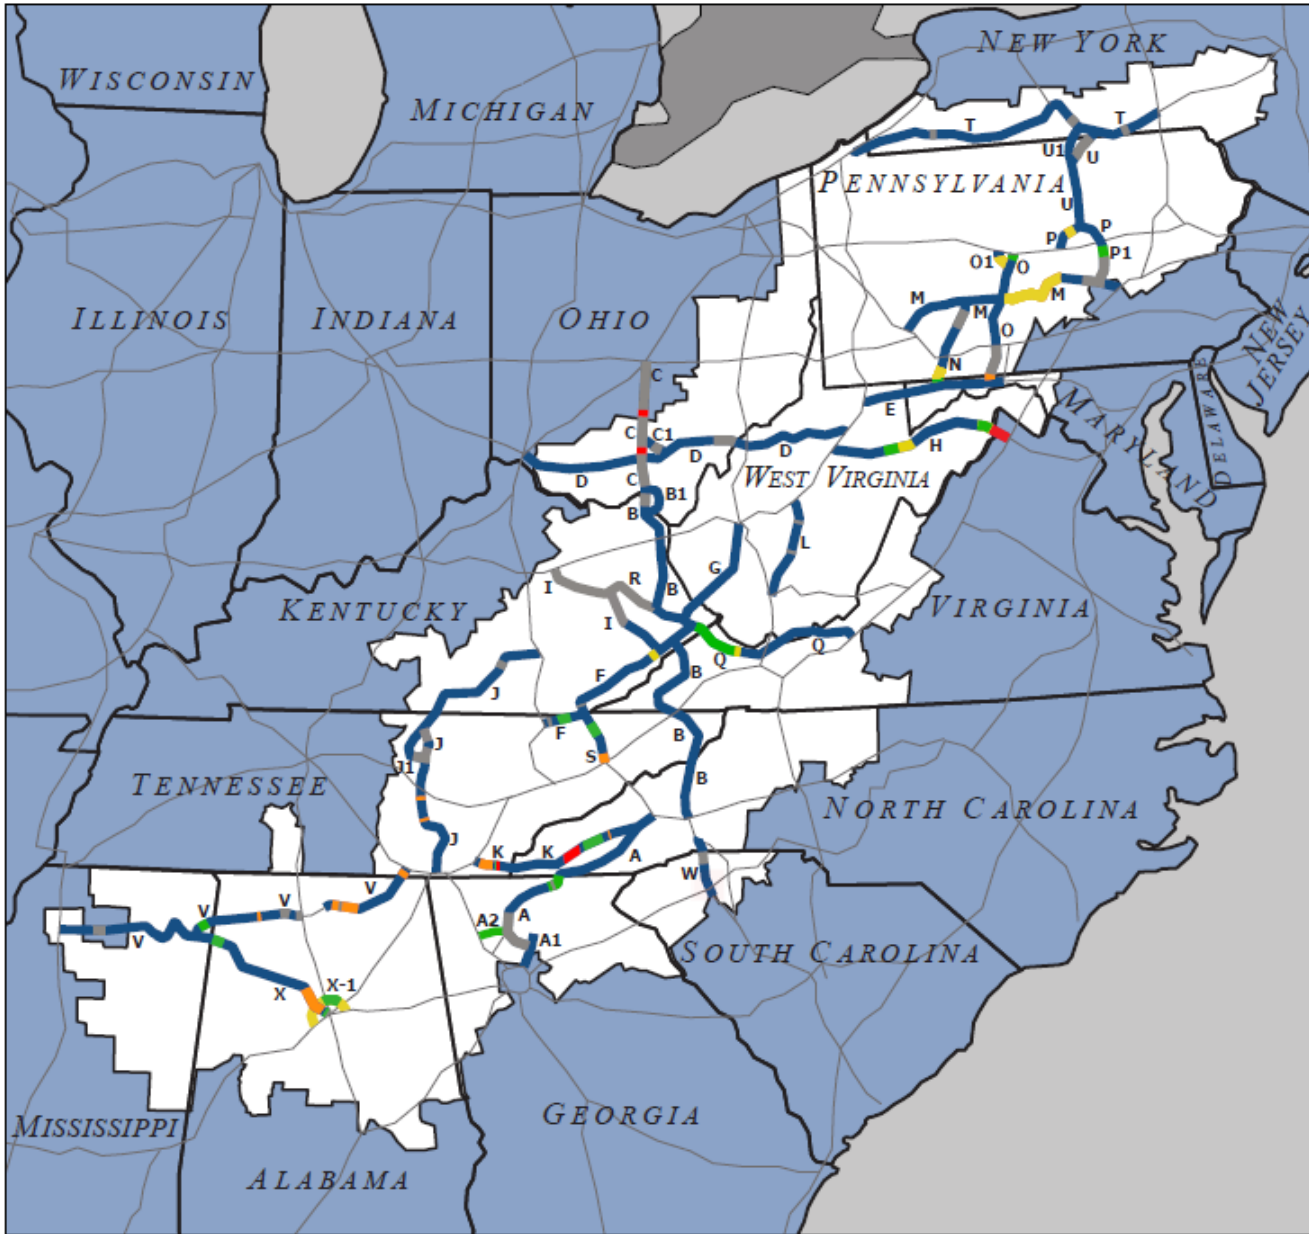 NEW YORK
WISCONSIN
MICHIGAN
T
T
U1
U
PENNSYLVANIA
U
P
P
P1
O1
O
M
M
M
O
ILLINOIS
INDIANA
OHIO
NEW
JERSEY
N
C
E
DELAWARE
MARYLAND
C
C1
D
D
H
D
WEST VIRGINIA
C
B1
B
L
G
I
R
B
KENTUCKY
VIRGINIA
I
Q
Q
F
B
J
F
B
J
S
J1
B
TENNESSEE
NORTH CAROLINA
J
K
K
A
W
V
V
V
A2
A
A1
V
SOUTH CAROLINA
X
X-1
GEORGIA
MISSISSIPPI
ALABAMA